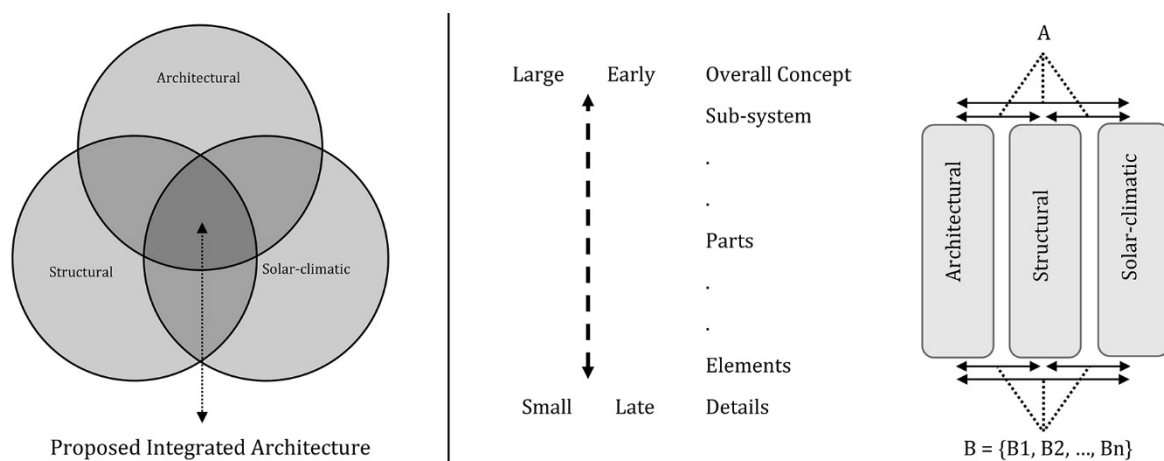 Architectural
Structural
Solar-climatic
Proposed Integrated Architecture
Large Early Overall Concept
Sub-system
.
.
Parts
.
.
Elements
Small Late Details
A
Architectural
Structural
Solar-climatic
B = {B1, B2, ..., Bn}